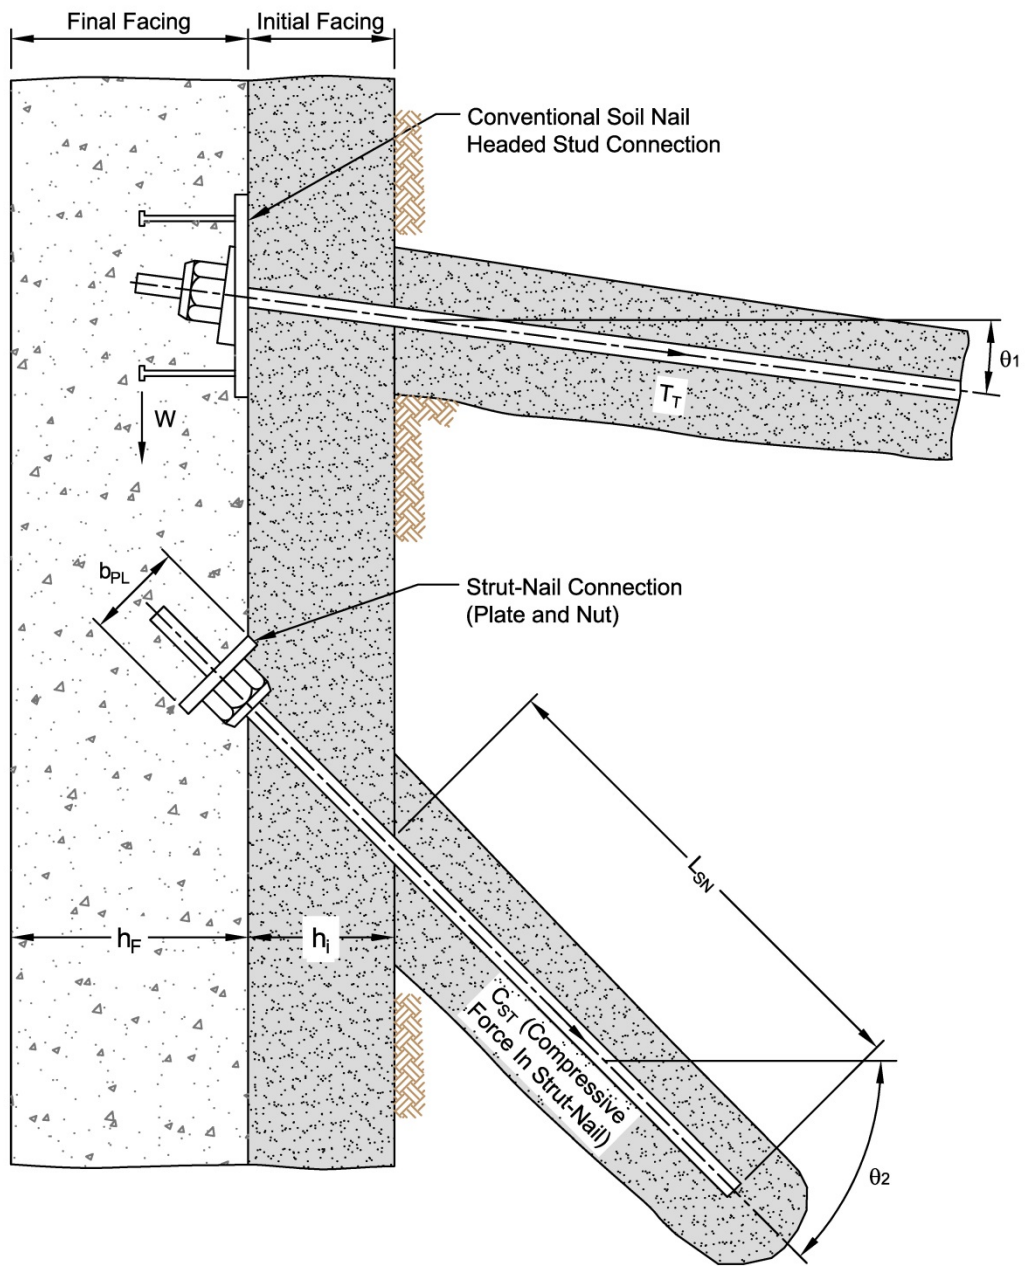 Final Facing
Initial Facing
Conventional Soil Nail
Headed Stud Connection
θ1
TT
W
bPL
Strut-Nail Connection
(Plate and Nut)
LSN
hF
hi
CST (Compressive
Force In Strut-Nail)
θ2